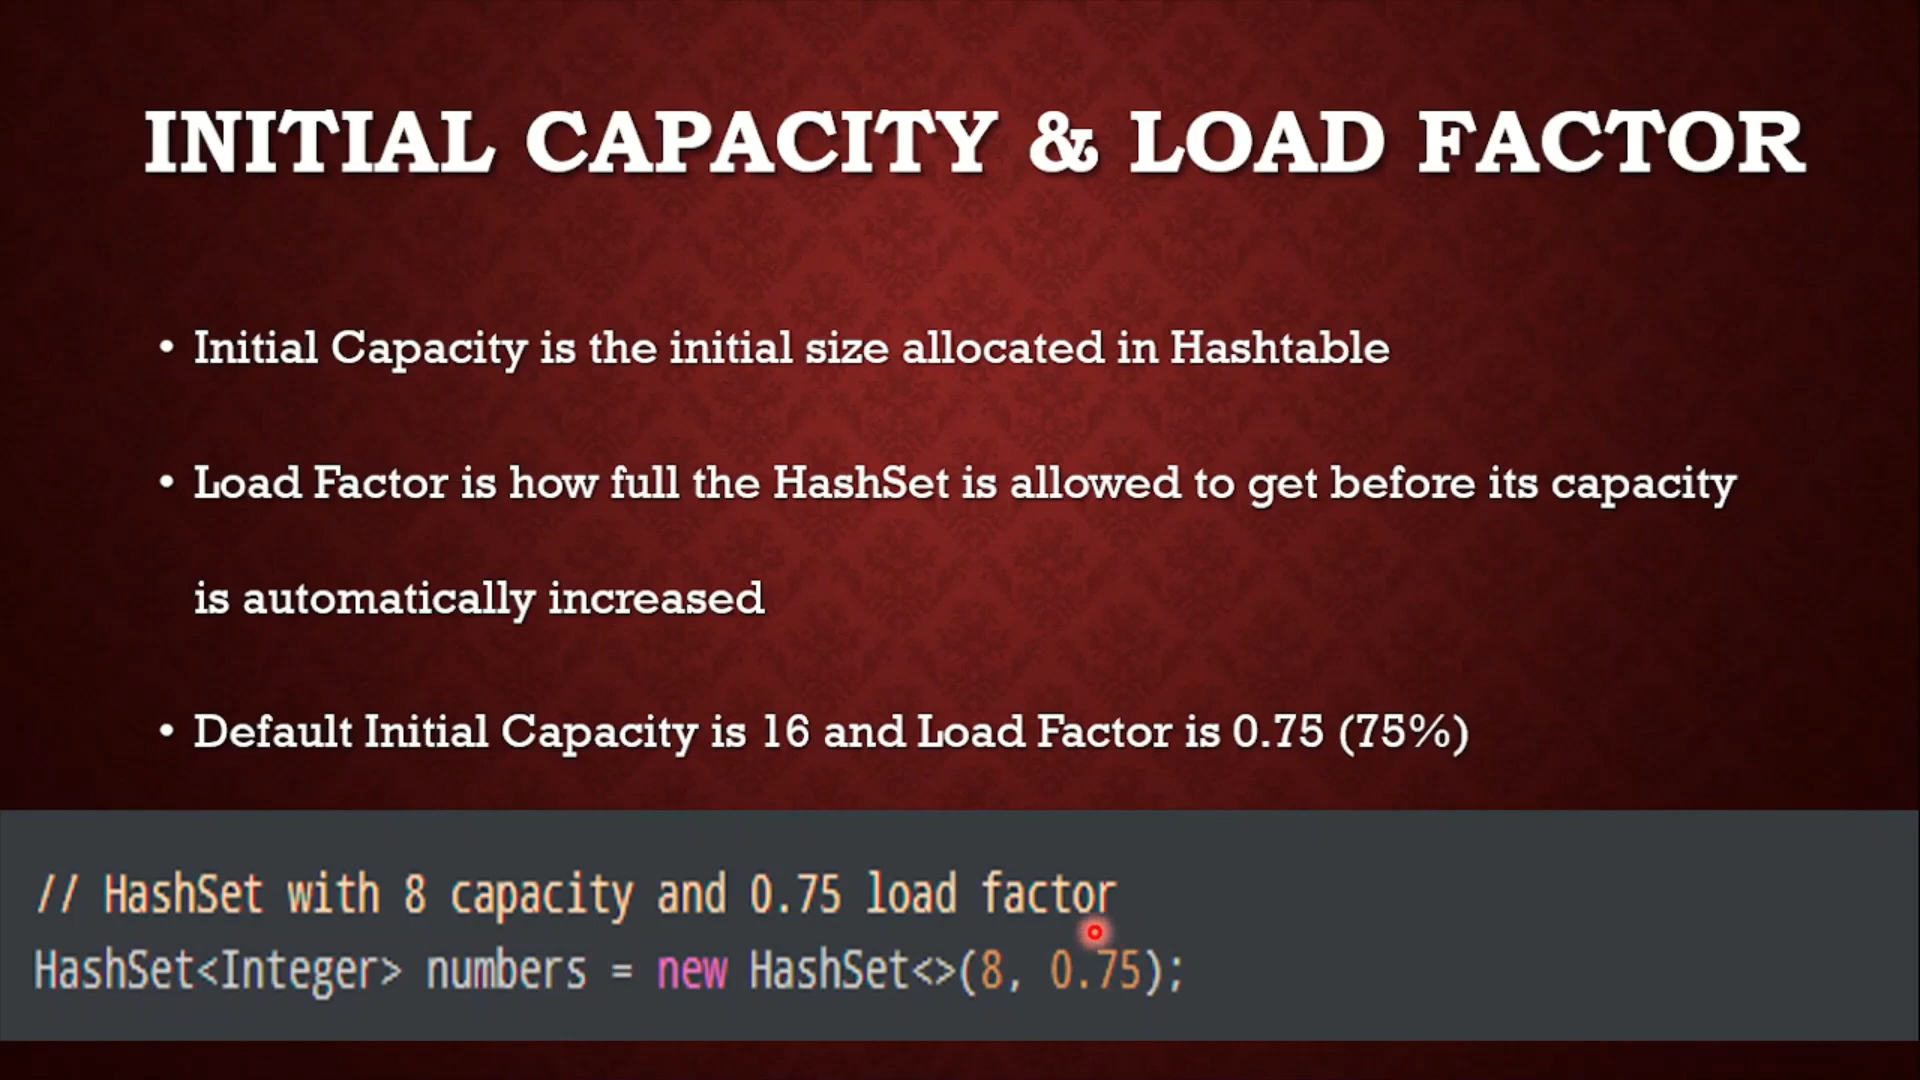 INITIAL CAPACITY & LOAD FACTOR
• Initial Capacity is the initial size allocated in Hashtable
• Load Factor is how full the HashSet is allowed to get before its capacity
is automatically increased
• Default Initial Capacity is 16 and Load Factor is 0.75 (75%)
// HashSet with 8 capacity and 0.75 load factor
HashSet<Integer> numbers = new HashSet<>(8, 0.75);